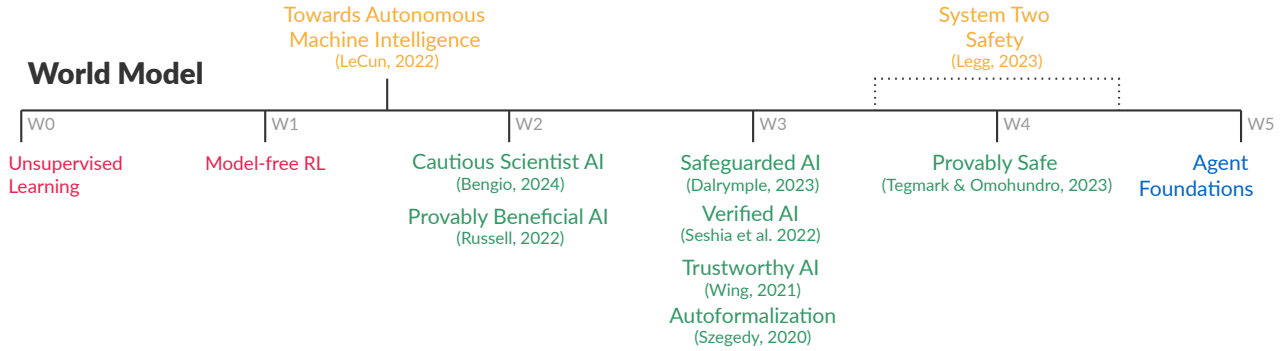 Towards Autonomous
Machine Intelligence
(LeCun, 2022)
System Two
Safety
(Legg, 2023)
World Model
W0
W1
W2
W3
W4
W5
Unsupervised
Learning
Model-free RL
Cautious Scientist AI
(Bengio, 2024)
Provably Beneficial AI
(Russell, 2022)
Safeguarded AI
(Dalrymple, 2023)
Verified AI
(Seshia et al. 2022)
Trustworthy AI
(Wing, 2021)
Autoformalization
(Szegedy, 2020)
Provably Safe
(Tegmark & Omohundro, 2023)
Agent
Foundations